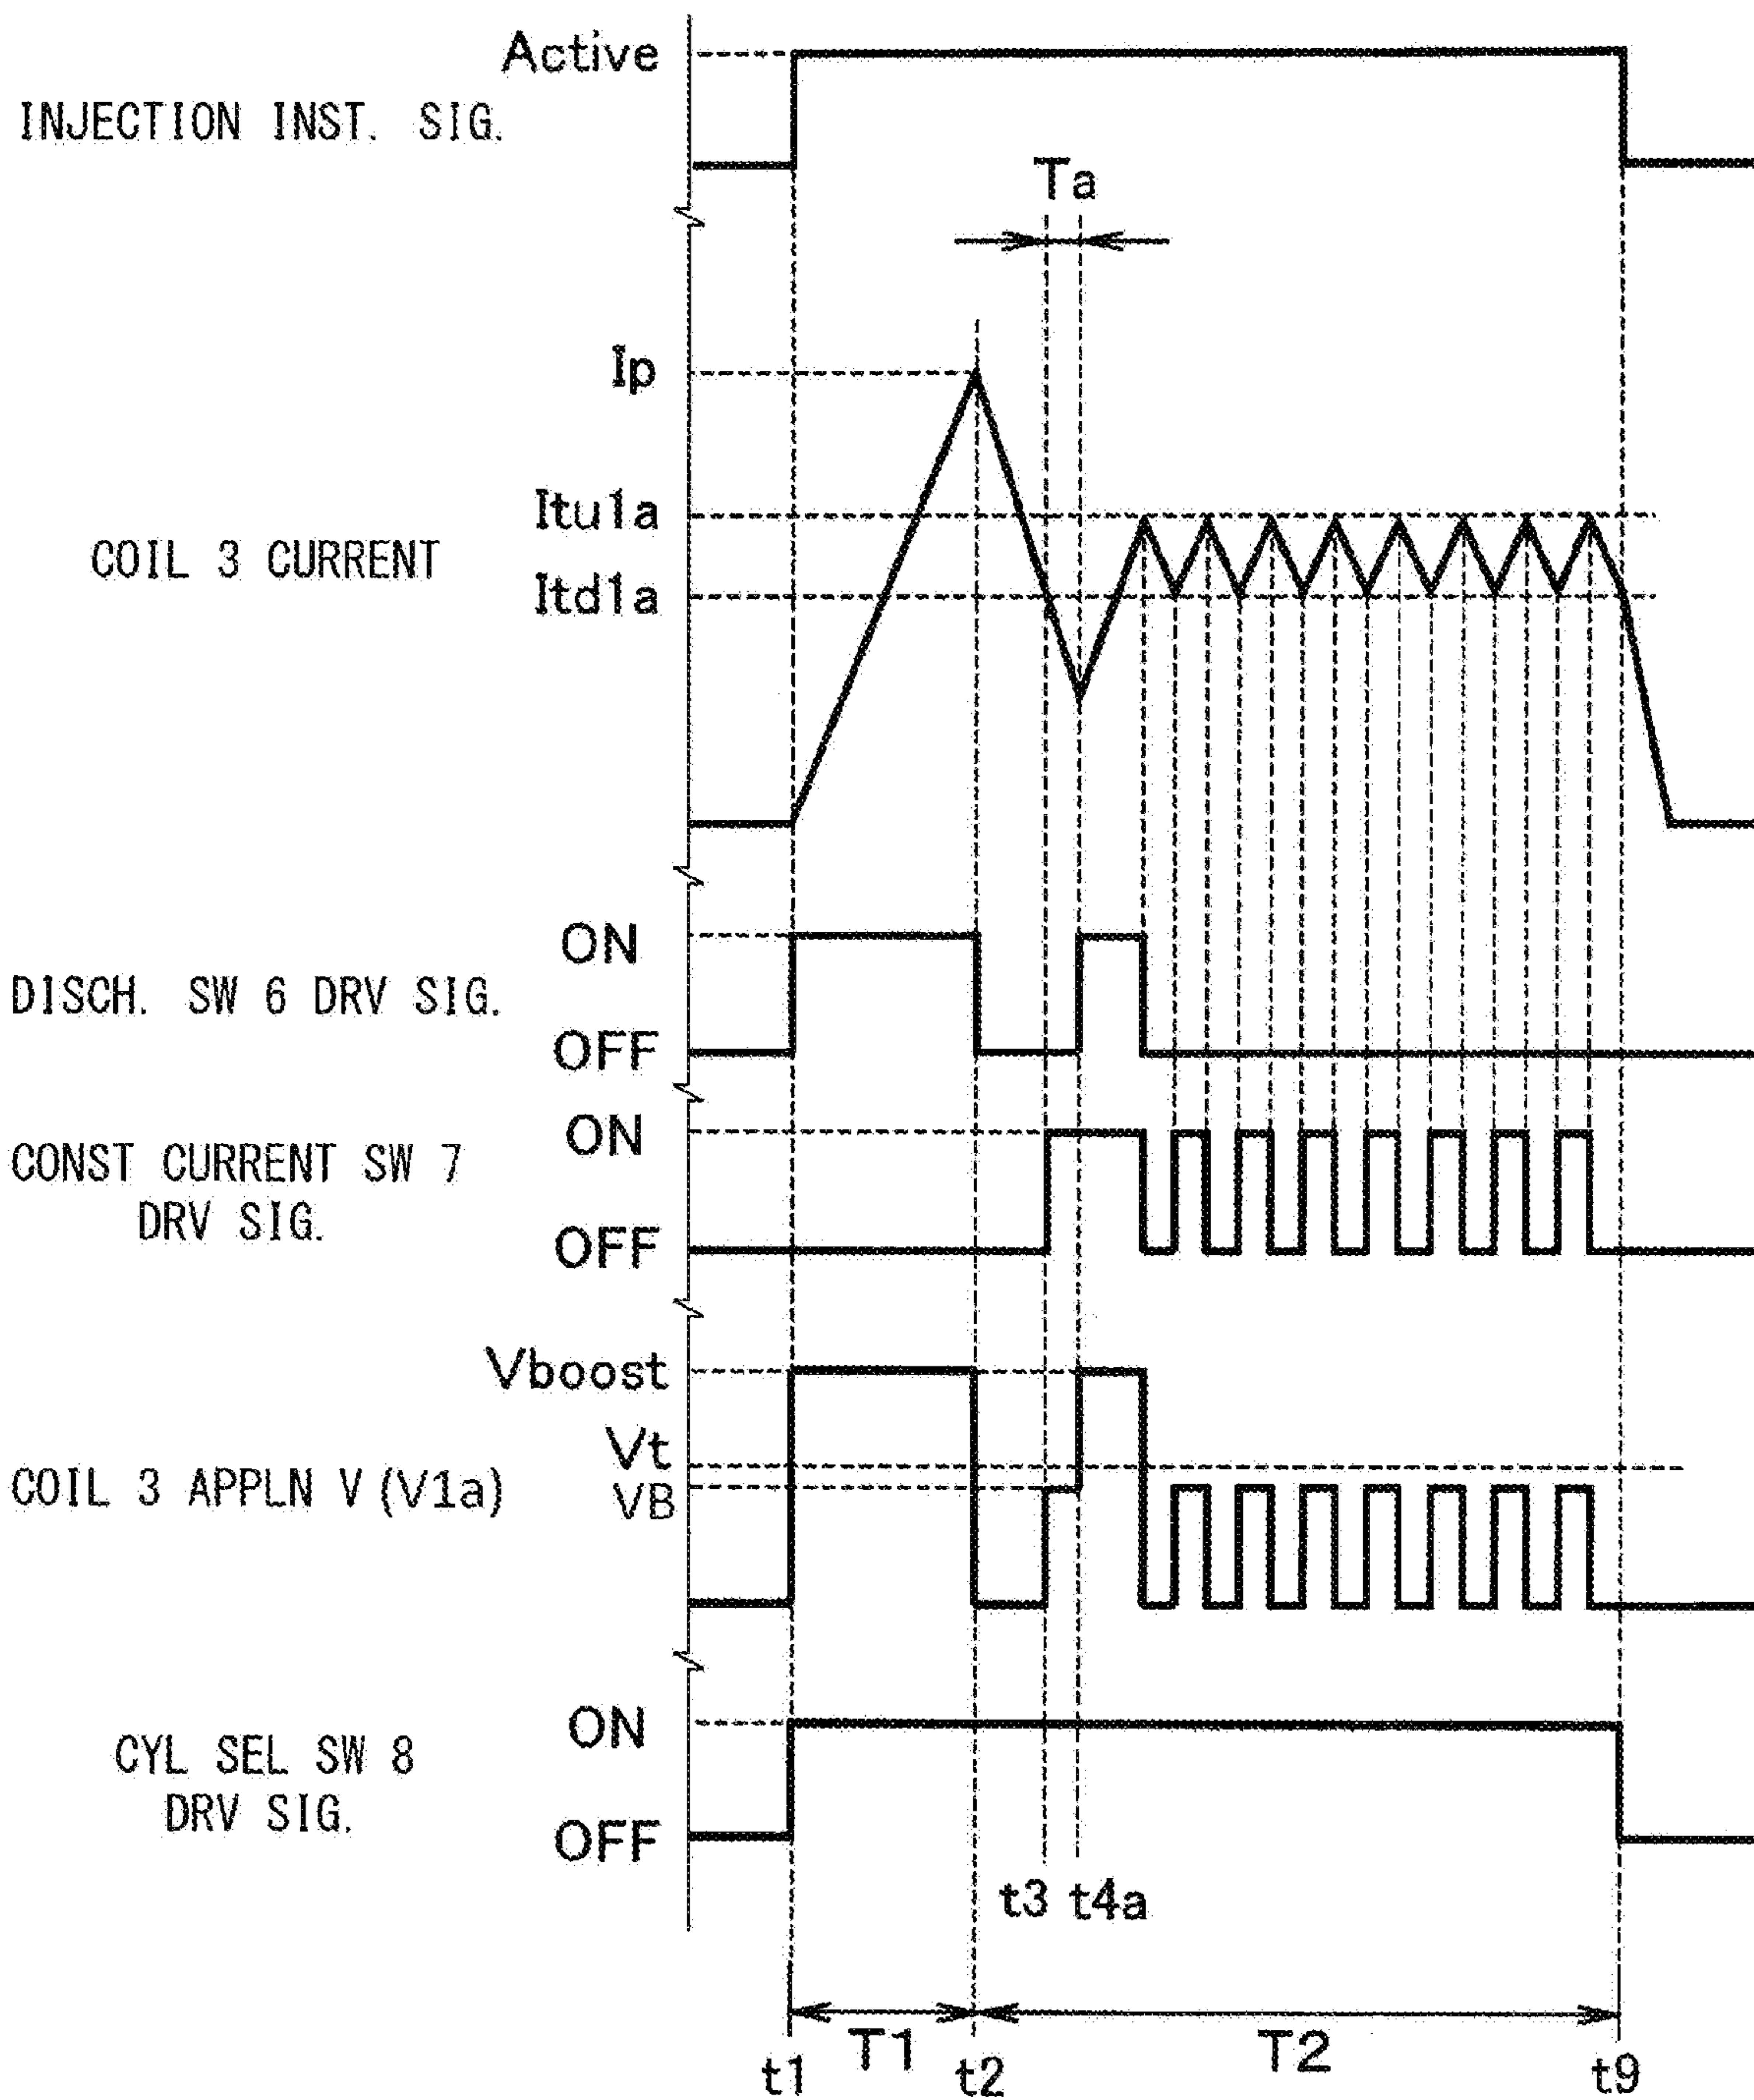 Active
INJECTION INST. SIG.
Ta
Ip
Itu1a
COIL 3 CURRENT
Itd1a
ON
DISCH. SW 6 DRV SIG.
OFF
ON
CONST CURRENT SW 7
DRV SIG.
OFF
Vboost
Vt
COIL 3 APPLN V (V1a)
VB
ON
CYL SEL SW 8
DRV SIG.
OFF
t3 t4a
T1
T2
t1
t2
t9